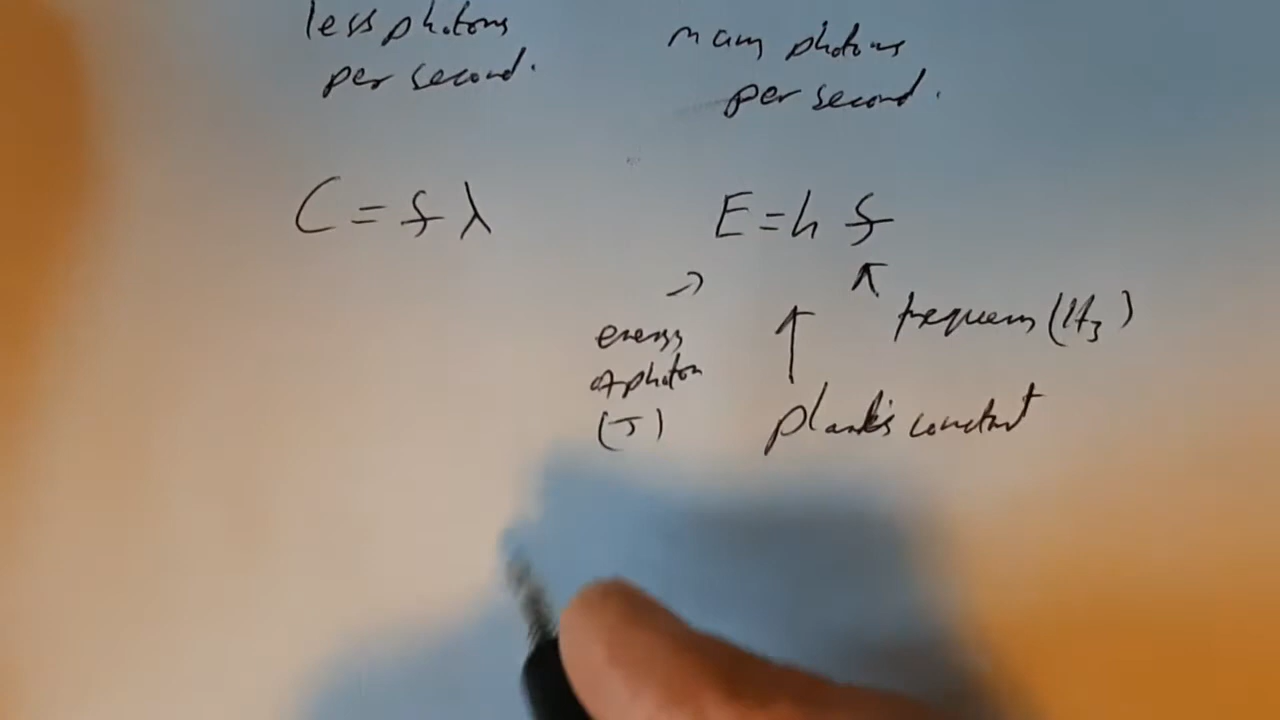 less photons
per second.
many photons
per second.
C = f λ
E = h f
energy
of photon
(J)
frequency (Hz)
plank's constant